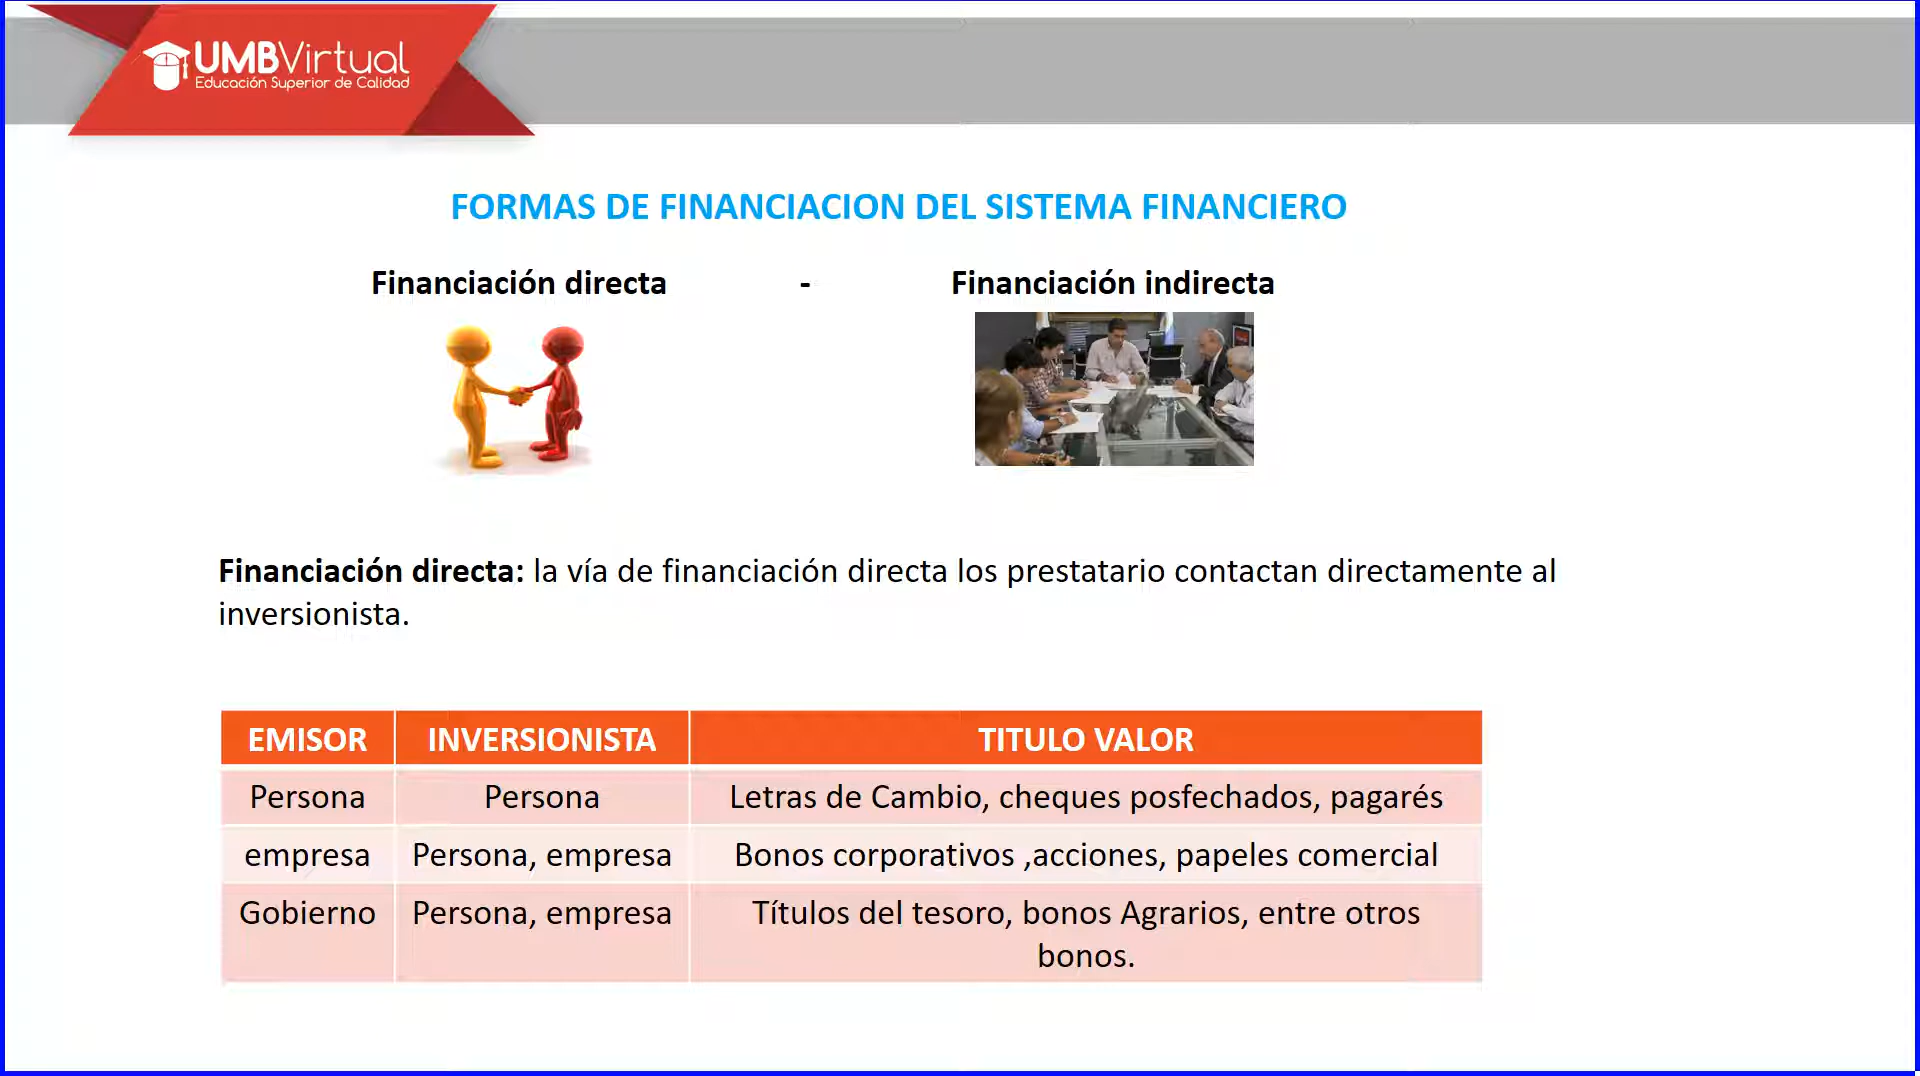 UMBVirtual
Educación Superior de Calidad
FORMAS DE FINANCIACION DEL SISTEMA FINANCIERO
Financiación directa - Financiación indirecta
Financiación directa: la vía de financiación directa los prestatario contactan directamente al
inversionista.
EMISOR INVERSIONISTA TITULO VALOR
Persona Persona Letras de Cambio, cheques posfechados, pagarés
empresa Persona, empresa Bonos corporativos ,acciones, papeles comercial
Gobierno Persona, empresa Títulos del tesoro, bonos Agrarios, entre otros
bonos.